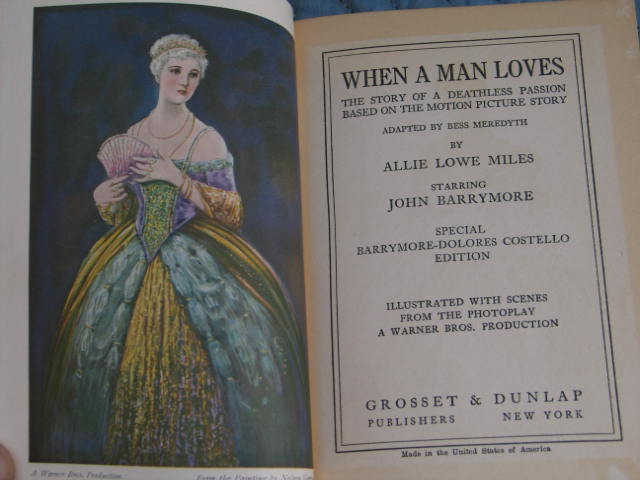 A Warner Bros. Production.
From the Painting by
WHEN A MAN LOVES
THE STORY OF A DEATHLESS PASSION
BASED ON THE MOTION PICTURE STORY
ADAPTED BY BESS MEREDYTH
BY
ALLIE LOWE MILES
STARRING
JOHN BARRYMORE
SPECIAL
BARRYMORE-DOLORES COSTELLO
EDITION
ILLUSTRATED WITH SCENES
FROM THE PHOTOPLAY
A WARNER BROS. PRODUCTION
GROSSET & DUNLAP
PUBLISHERS NEW YORK
Made in the United States of America